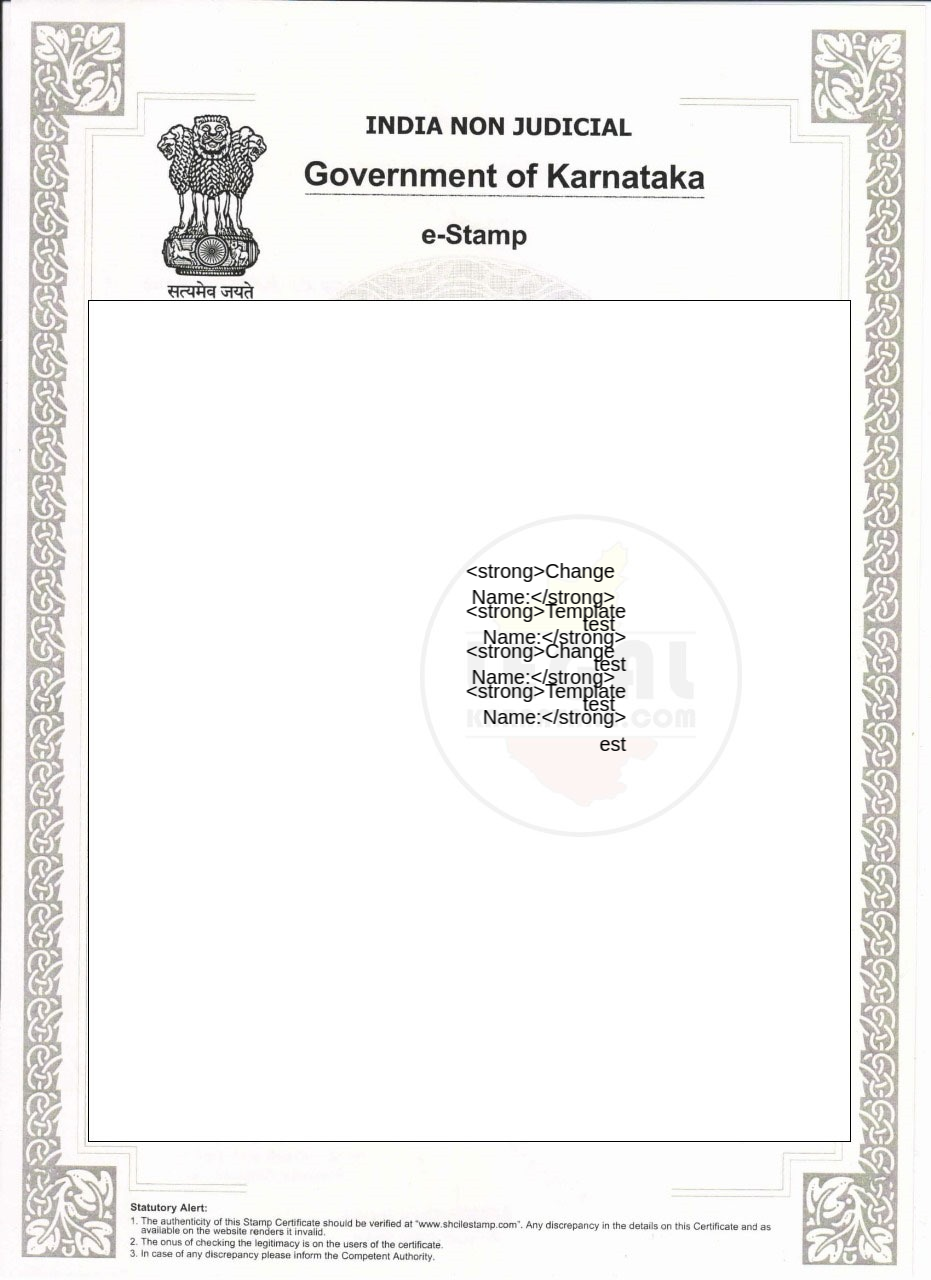 INDIA NON JUDICIAL
Government of Karnataka
e-Stamp
सत्यमेव जयते
<strong>Change
Name:</strong>
<strong>Template
test
Name:</strong>
<strong>Change
test
Name:</strong>
<strong>Template
test
Name:</strong>
est
LEGAL
.COM
Statutory Alert:
1. The authenticity of this Stamp Certificate should be verified at "www.shcilestamp.com". Any discrepancy in the details on this Certificate and as
available on the website renders it invalid.
2. The onus of checking the legitimacy is on the users of the certificate.
3. In case of any discrepancy please inform the Competent Authority.